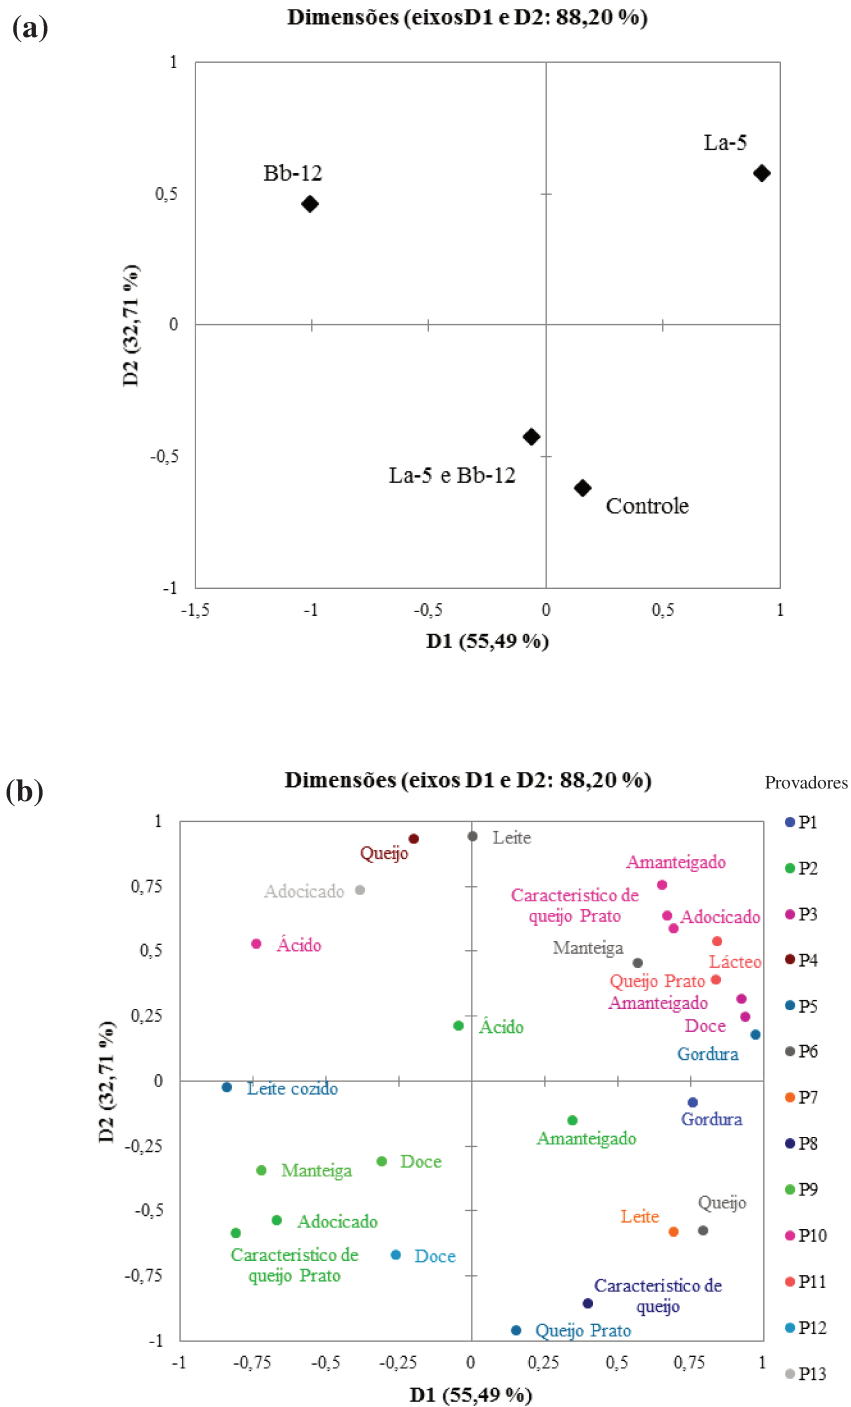 (a)
Dimensões (eixosD1 e D2: 88,20 %)
1
La-5
Bb-12
0,5
D2 (32,71 %)
0
-0,5
La-5 e Bb-12
Controle
-1
-1,5
-1
-0,5
0
0,5
1
D1 (55,49 %)
(b)
Dimensões (eixos D1 e D2: 88,20 %)
Provadores
1
Queijo
Leite
Amanteigado
0,75
Adocicado
Caracteristico de
queijo Prato
Adocicado
Ácido
0,5
Manteiga
Lácteo
Queijo Prato
Amanteigado
0,25
Ácido
Doce
Gordura
D2 (32,71 %)
0
Leite cozido
Gordura
Amanteigado
-0,25
Manteiga
Doce
-0,5
Adocicado
Leite
Queijo
Caracteristico de
queijo Prato
Doce
-0,75
Caracteristico de
queijo
Queijo Prato
-1
-1
-0,75
-0,5
-0,25
0
0,25
0,5
0,75
1
D1 (55,49 %)
P1
P2
P3
P4
P5
P6
P7
P8
P9
P10
P11
P12
P13